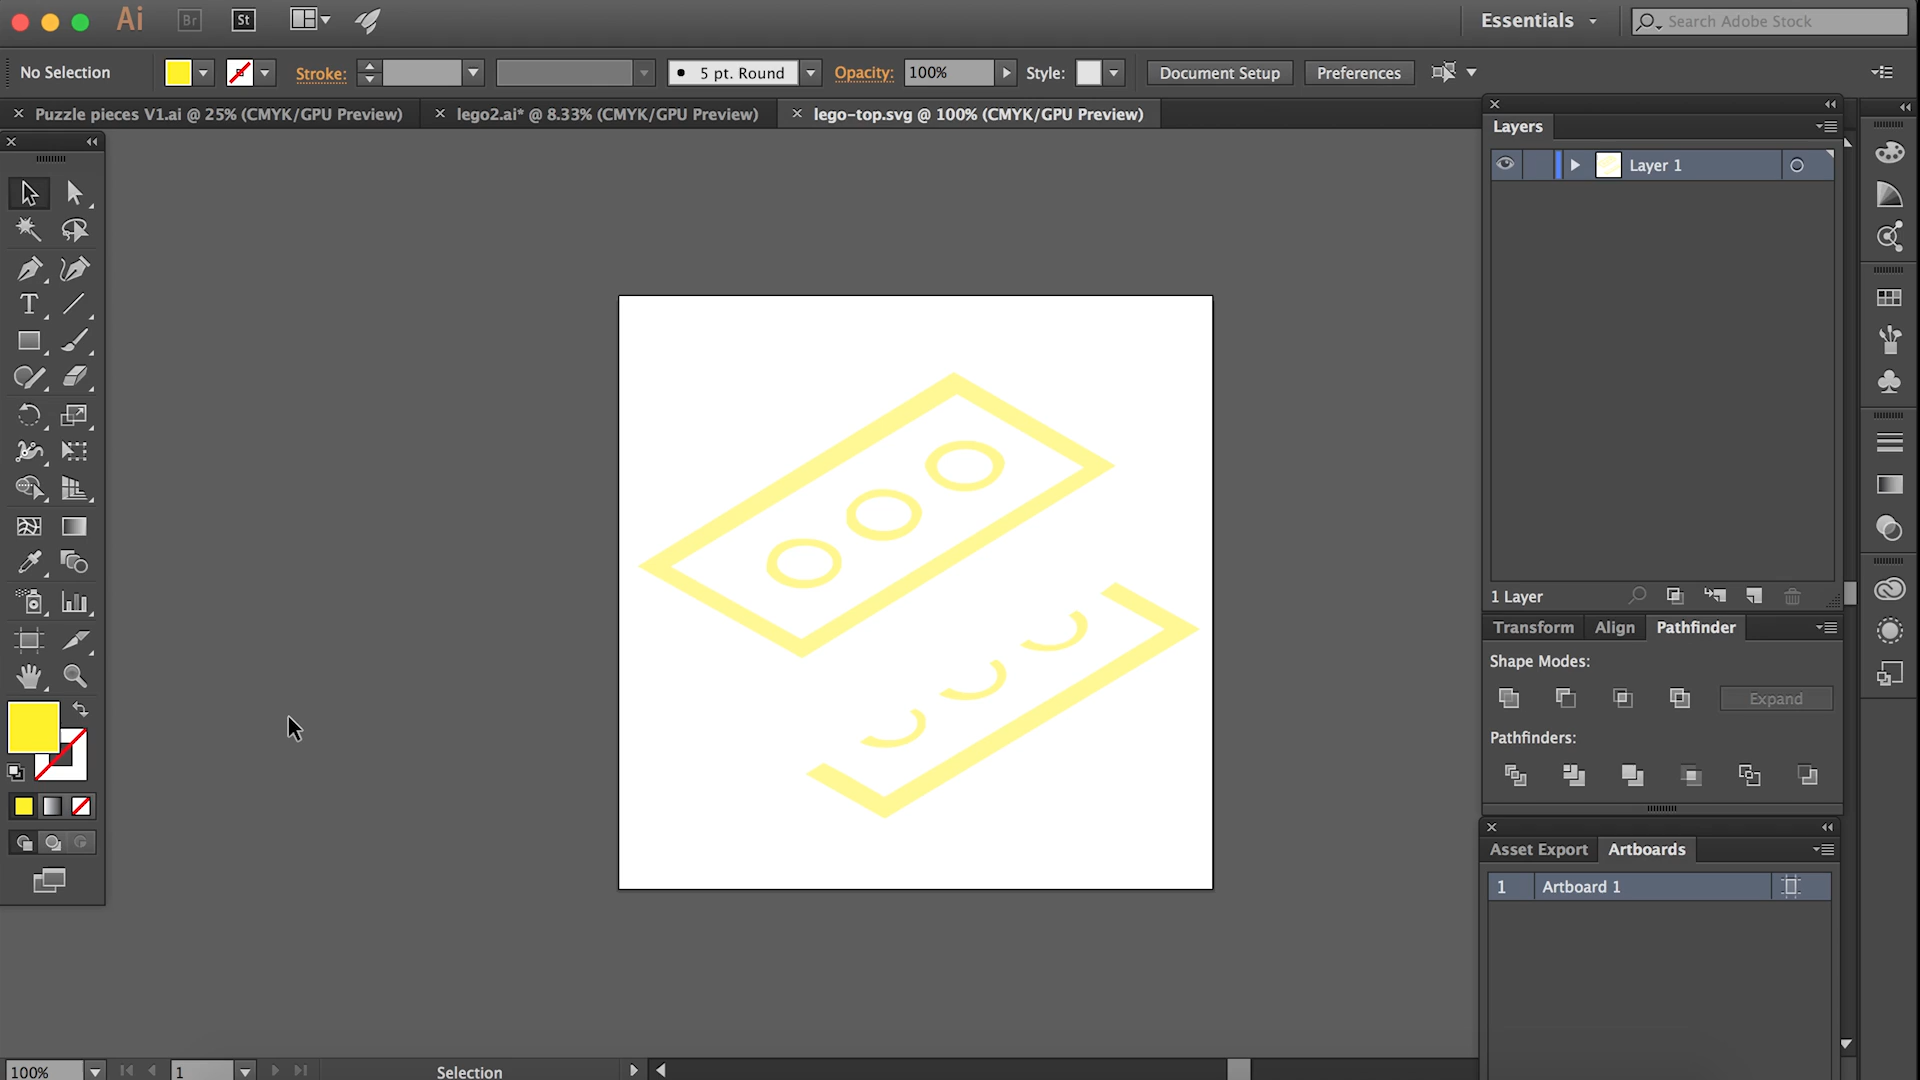 Ai
Br
St
Essentials
Search Adobe Stock
No Selection
Stroke:
5 pt. Round
Opacity:
100%
Style:
Document Setup
Preferences
Puzzle pieces V1.ai @ 25% (CMYK/GPU Preview)
lego2.ai* @ 8.33% (CMYK/GPU Preview)
lego-top.svg @ 100% (CMYK/GPU Preview)
Layers
Layer 1
1 Layer
Transform
Align
Pathfinder
Shape Modes:
Expand
Pathfinders:
Asset Export
Artboards
1
Artboard 1
100%
1
Selection